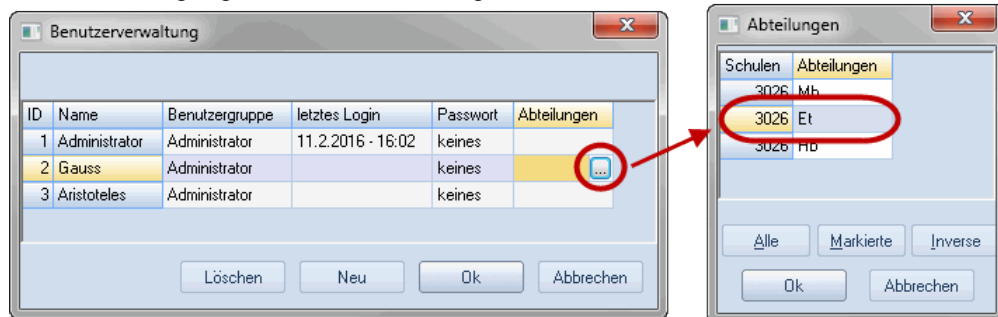 Benutzerverwaltung
ID Name Benutzergruppe letztes Login Passwort Abteilungen
1 Administrator Administrator 11.2.2016 - 16:02 keines
2 Gauss Administrator keines ...
3 Aristoteles Administrator keines
Löschen Neu Ok Abbrechen
Abteilungen
Schulen Abteilungen
3026 Mb
3026 Et
3026 Hb
Alle Markierte Inverse
Ok Abbrechen